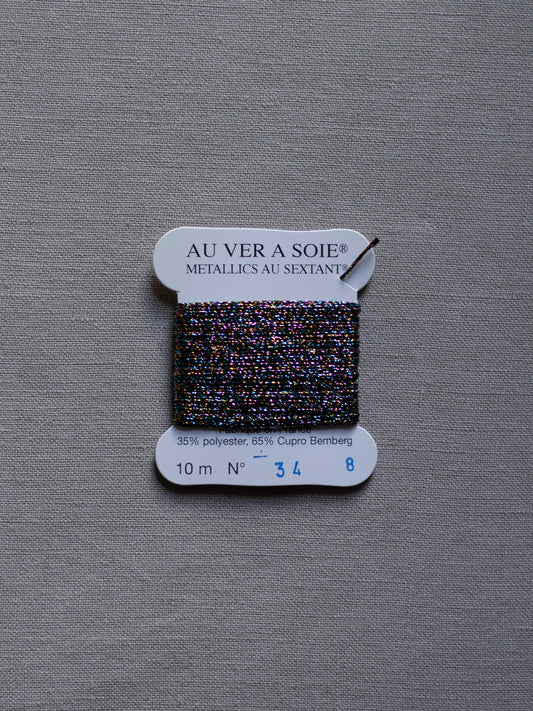 AU VER A SOIE®
METALLICS AU SEXTANT®
35% polyester, 65% Cupro Bemberg
10 m N° 34 8